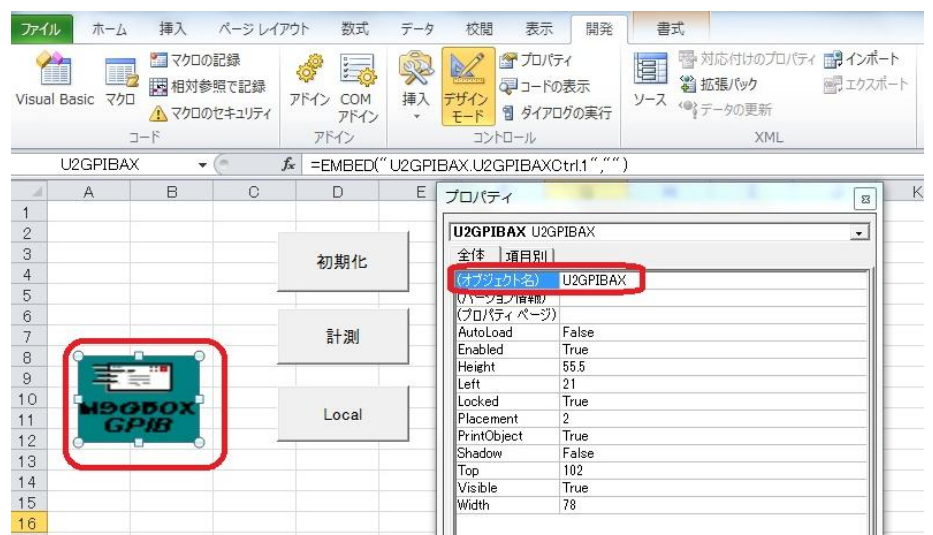 ファイル ホーム 挿入 ページ レイアウト 数式 データ 校閲 表示 開発 書式
Visual Basic マクロ マクロの記録 相対参照で記録 マクロのセキュリティ コード
アドイン COM アドイン アドイン
挿入 デザイン モード プロパティ コードの表示 ダイアログの実行 コントロール
ソース 対応付けのプロパティ 拡張パック データの更新 インポート エクスポート XML
U2GPIBAX fx =EMBED("U2GPIBAX.U2GPIBAXCtrl.1","")
A B C D E K
1
2
3
4
5
6
7
8
9
10
11
12
13
14
15
16
初期化
計測
Local
GPIB
プロパティ
U2GPIBAX U2GPIBAX
全体 項目別
(オブジェクト名) U2GPIBAX
(バージョン情報)
(プロパティ ページ)
AutoLoad False
Enabled True
Height 55.5
Left 21
Locked True
Placement 2
PrintObject True
Shadow False
Top 102
Visible True
Width 78